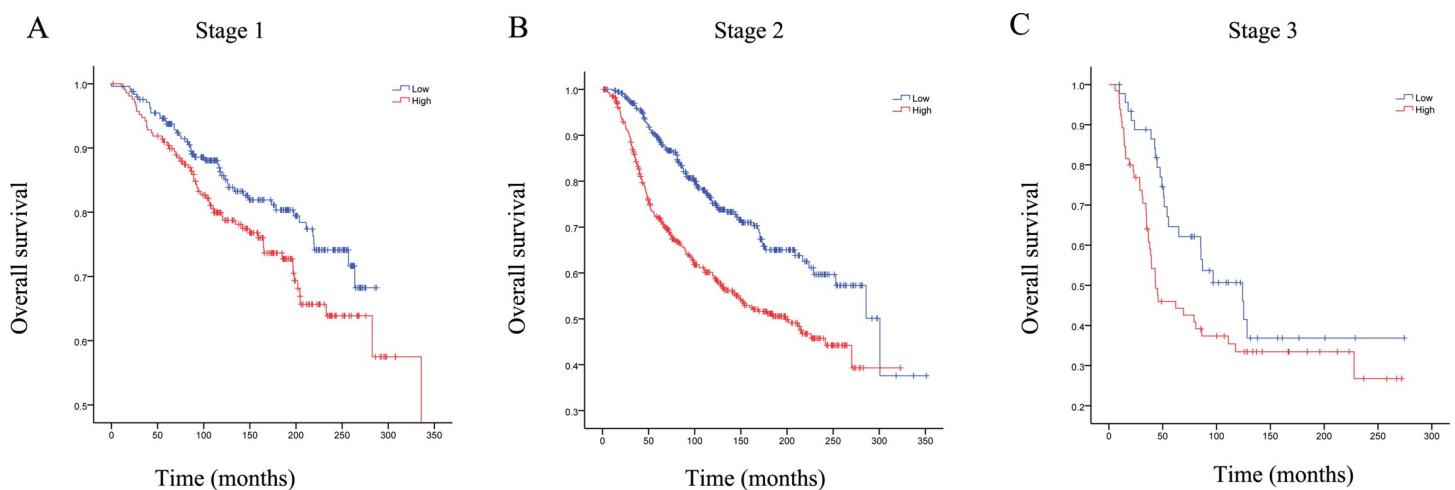 A
Stage 1
Overall survival
1.0
0.9
0.8
0.7
0.6
0.5
Low
High
0 50 100 150 200 250 300 350
Time (months)
B
Stage 2
Overall survival
1.0
0.9
0.8
0.7
0.6
0.5
0.4
0.3
Low
High
0 50 100 150 200 250 300 350
Time (months)
C
Stage 3
Overall survival
1.0
0.9
0.8
0.7
0.6
0.5
0.4
0.3
0.2
Low
High
0 50 100 150 200 250 300
Time (months)